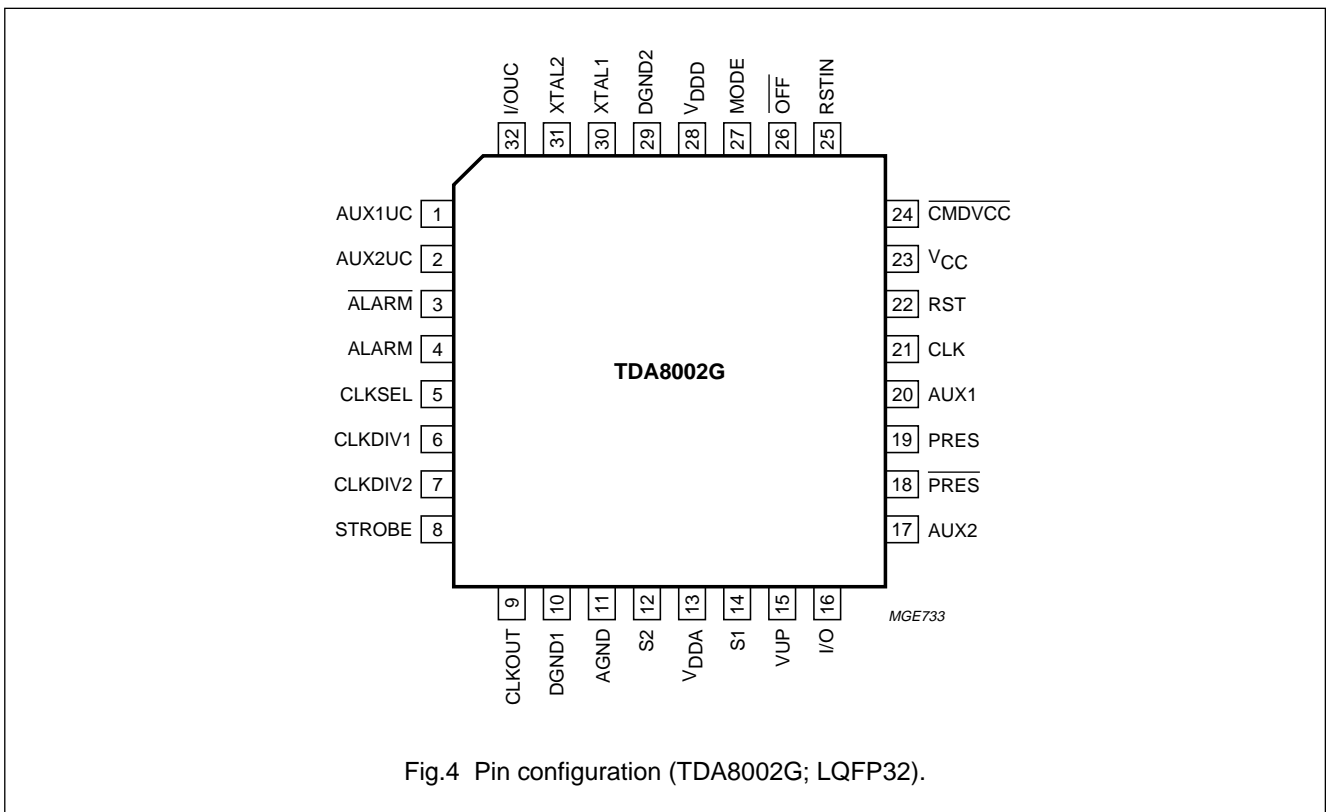 I/OUC
XTAL2
XTAL1
DGND2
VDDD
MODE
OFF
RSTIN
32
31
30
29
28
27
26
25
AUX1UC 1
AUX2UC 2
ALARM 3
ALARM 4
CLKSEL 5
CLKDIV1 6
CLKDIV2 7
STROBE 8
TDA8002G
24 CMDVCC
23 VCC
22 RST
21 CLK
20 AUX1
19 PRES
18 PRES
17 AUX2
9
10
11
12
13
14
15
16
CLKOUT
DGND1
AGND
S2
VDDA
S1
VUP
I/O
MGE733
Fig.4 Pin configuration (TDA8002G; LQFP32).